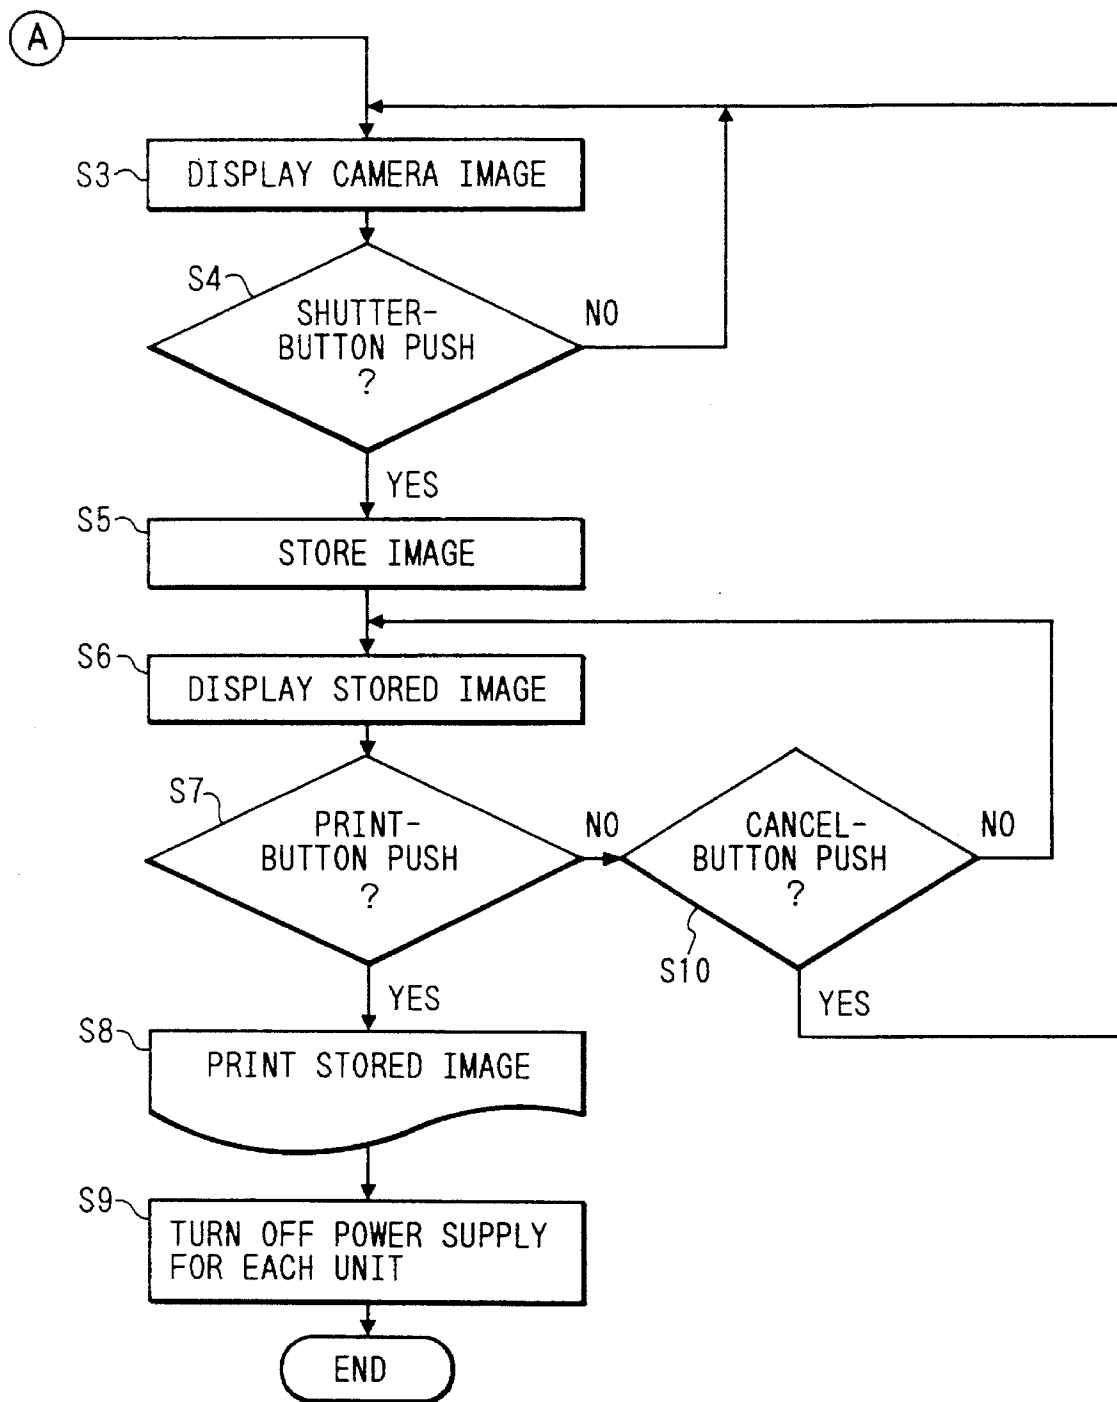 A
S3
DISPLAY CAMERA IMAGE
S4
SHUTTER-
BUTTON PUSH
?
NO
YES
S5
STORE IMAGE
S6
DISPLAY STORED IMAGE
S7
PRINT-
BUTTON PUSH
?
NO
CANCEL-
BUTTON PUSH
?
NO
S10
YES
YES
S8
PRINT STORED IMAGE
S9
TURN OFF POWER SUPPLY
FOR EACH UNIT
END